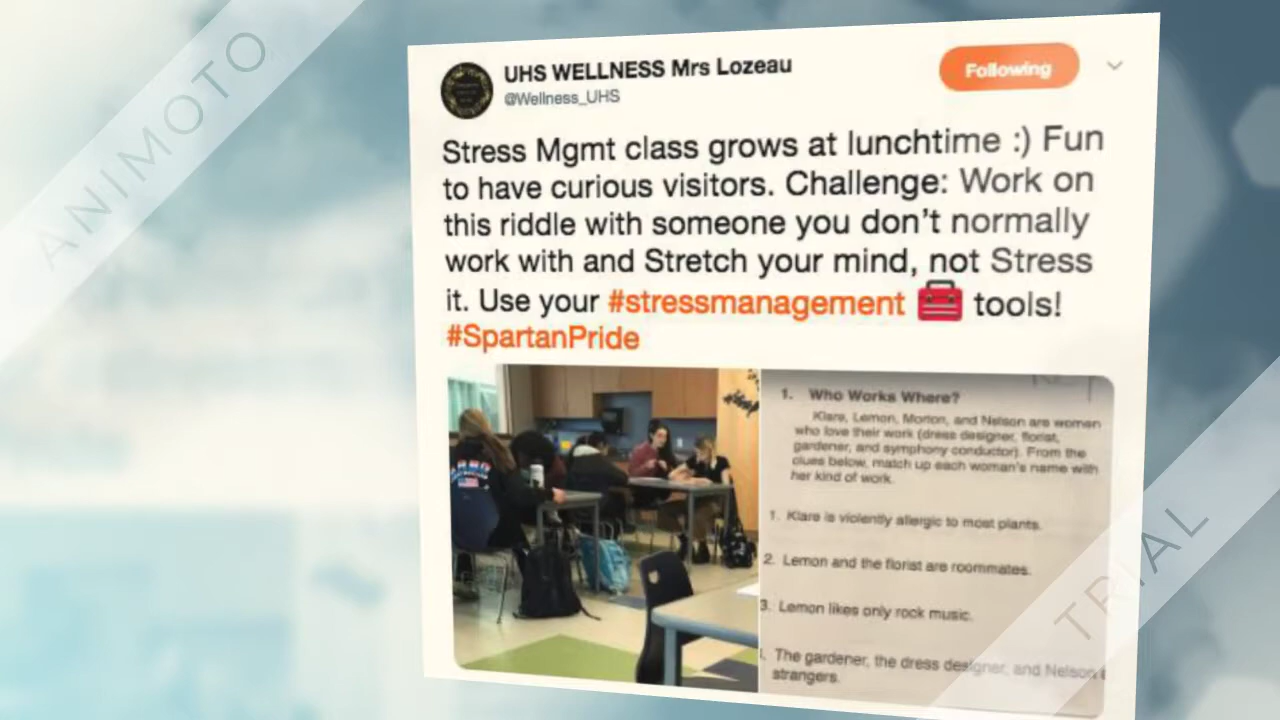 ANIMOTO
UHS WELLNESS Mrs Lozeau
@Wellness_UHS
Following
Stress Mgmt class grows at lunchtime :) Fun
to have curious visitors. Challenge: Work on
this riddle with someone you don't normally
work with and Stretch your mind, not Stress
it. Use your #stressmanagement tools!
#SpartanPride
1. Who Works Where?
Klare, Lemon, Morton, and Nelson are women
who love their work (dress designer, florist,
gardener, and symphony conductor). From the
clues below, match up each woman's name with
her kind of work.
1. Klare is violently allergic to most plants.
2. Lemon and the florist are roommates.
3. Lemon likes only rock music.
The gardener, the dress designer, and Nelson
strangers.
TRIAL